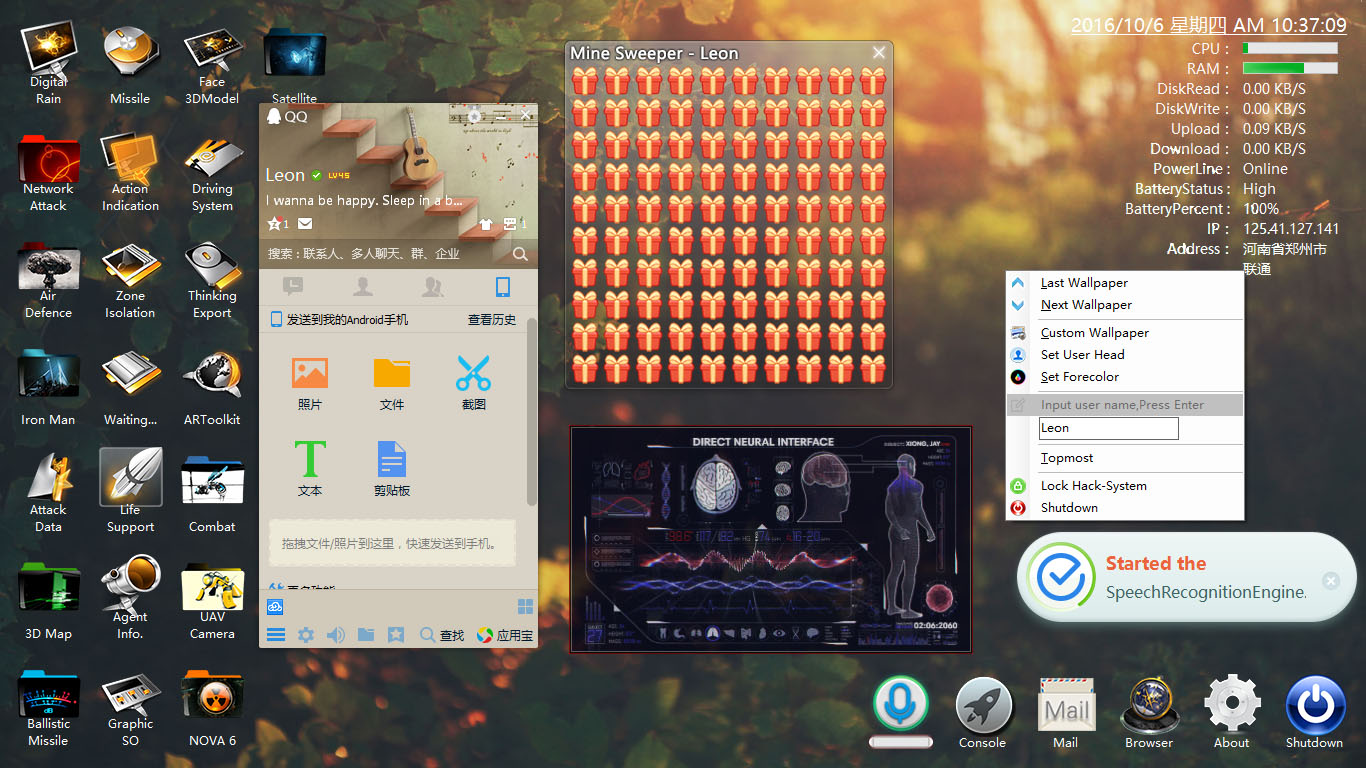 Digital
Rain
Missile
Face
3DModel
Satellite
Network
Attack
Action
Indication
Driving
System
Air
Defence
Zone
Isolation
Thinking
Export
Iron Man
Waiting...
ARToolkit
Attack
Data
Life
Support
Combat
3D Map
Agent
Info.
UAV
Camera
Ballistic
Missile
Graphic
SO
NOVA 6
QQ
Leon LV45
I wanna be happy. Sleep in a b...
1
1
搜索：联系人、多人聊天、群、企业
发送到我的Android手机 查看历史
照片 文件 截图
文本 剪贴板
拖拽文件/照片到这里，快速发送到手机。
查找 应用宝
Mine Sweeper - Leon
DIRECT NEURAL INTERFACE
SUBJECT: XIONG, JAY
02:06:2060
2016/10/6 星期四 AM 10:37:09
CPU :
RAM :
DiskRead : 0.00 KB/S
DiskWrite : 0.00 KB/S
Upload : 0.09 KB/S
Download : 0.00 KB/S
PowerLine : Online
BatteryStatus : High
BatteryPercent : 100%
IP : 125.41.127.141
Address : 河南省郑州市
联通
Last Wallpaper
Next Wallpaper
Custom Wallpaper
Set User Head
Set Forecolor
Input user name,Press Enter
Leon
Topmost
Lock Hack-System
Shutdown
Started the
SpeechRecognitionEngine.
Console
Mail
Mail
Browser
About
Shutdown